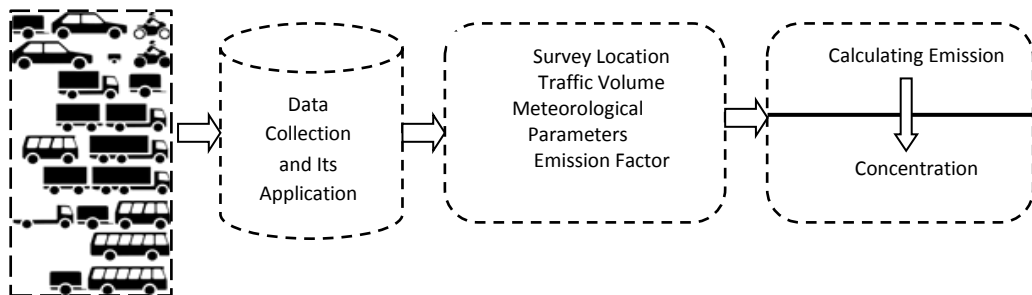 Data
Collection
and Its
Application
Survey Location
Traffic Volume
Meteorological
Parameters
Emission Factor
Calculating Emission
Concentration